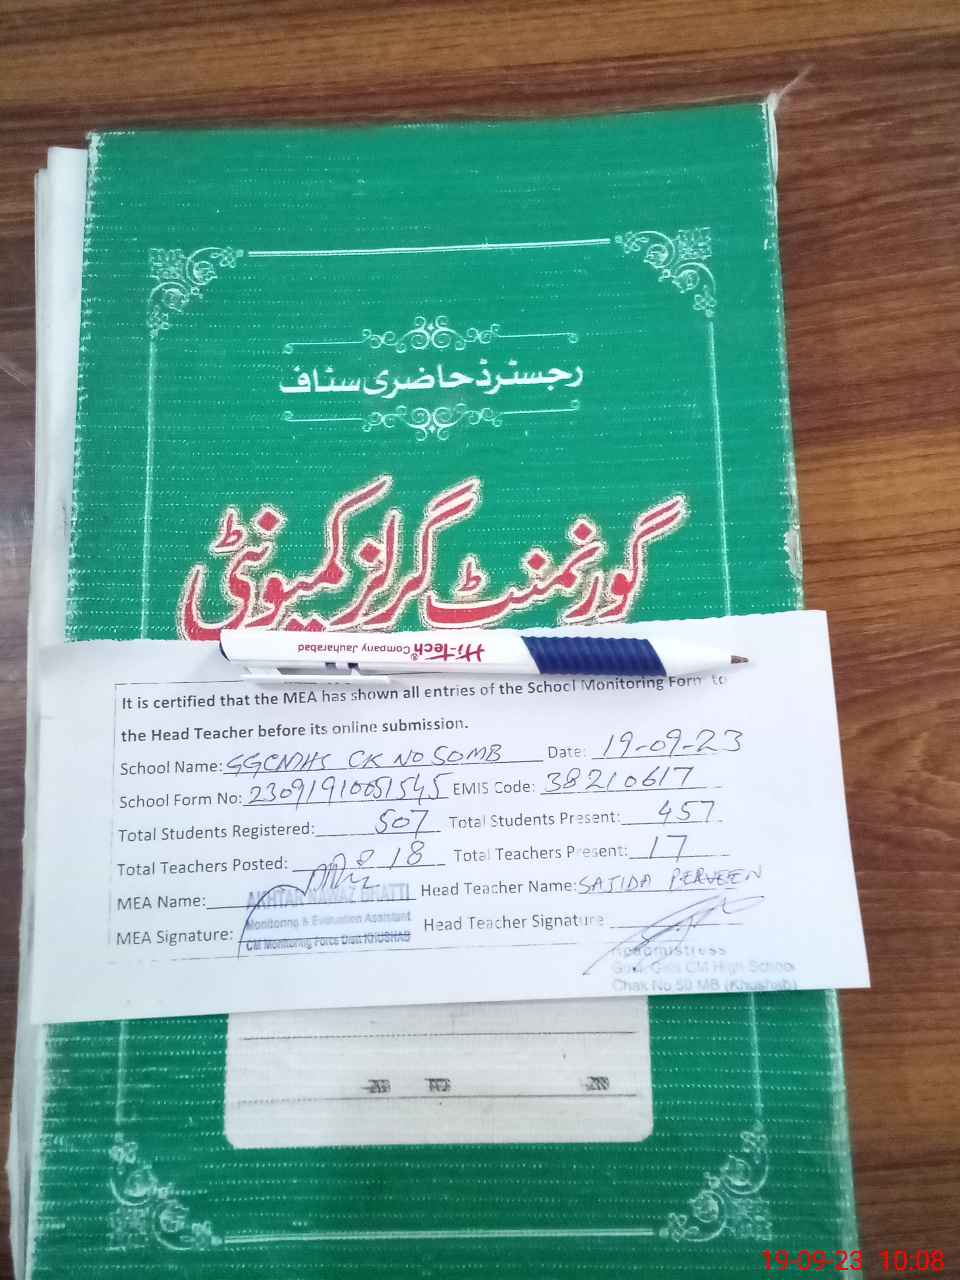 رجسٹرڈ حاضری سٹاف
گورنمنٹ گرلز کمیونٹی
Hi-Tech® Company Jauharabad
It is certified that the MEA has shown all entries of the School Monitoring Form to
the Head Teacher before its online submission.
School Name: GGCMHS CK NO 50MB Date: 19-09-23
School Form No: 23091910051545 EMIS Code: 38210617
Total Students Registered: 507 Total Students Present: 457
Total Teachers Posted: 18 Total Teachers Present: 17
MEA Name: AKHTAR NAWAZ BHATTI Head Teacher Name: SAJIDA PERVEEN
Monitoring & Evaluation Assistant
MEA Signature: CM Monitoring Force Distt KHUSHAB Head Teacher Signature
Headmistress
Govt. Girls CM High School
Chak No.50 MB (Khushab)
19-09-23 10:08